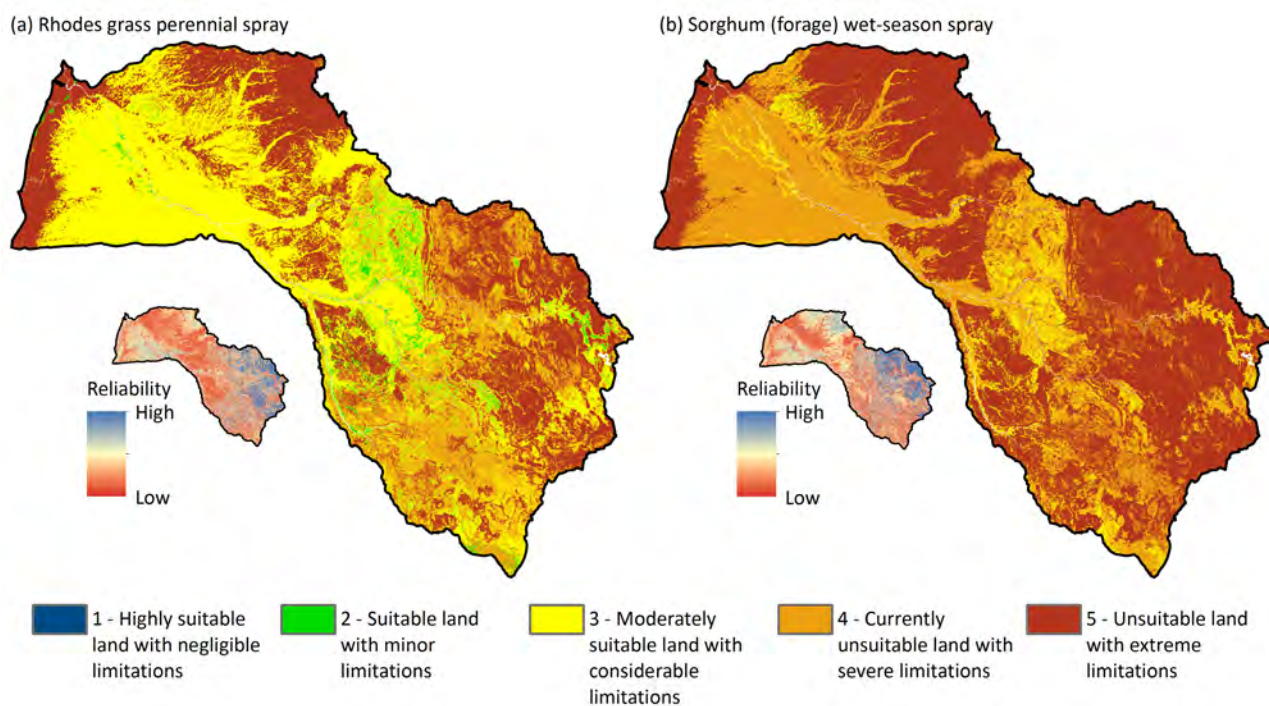 (a) Rhodes grass perennial spray
(b) Sorghum (forage) wet-season spray
Reliability
High
Low
Reliability
High
Low
1 - Highly suitable
land with negligible
limitations
2 - Suitable land
with minor
limitations
3 - Moderately
suitable land with
considerable
limitations
4 - Currently
unsuitable land with
severe limitations
5 - Unsuitable land
with extreme
limitations